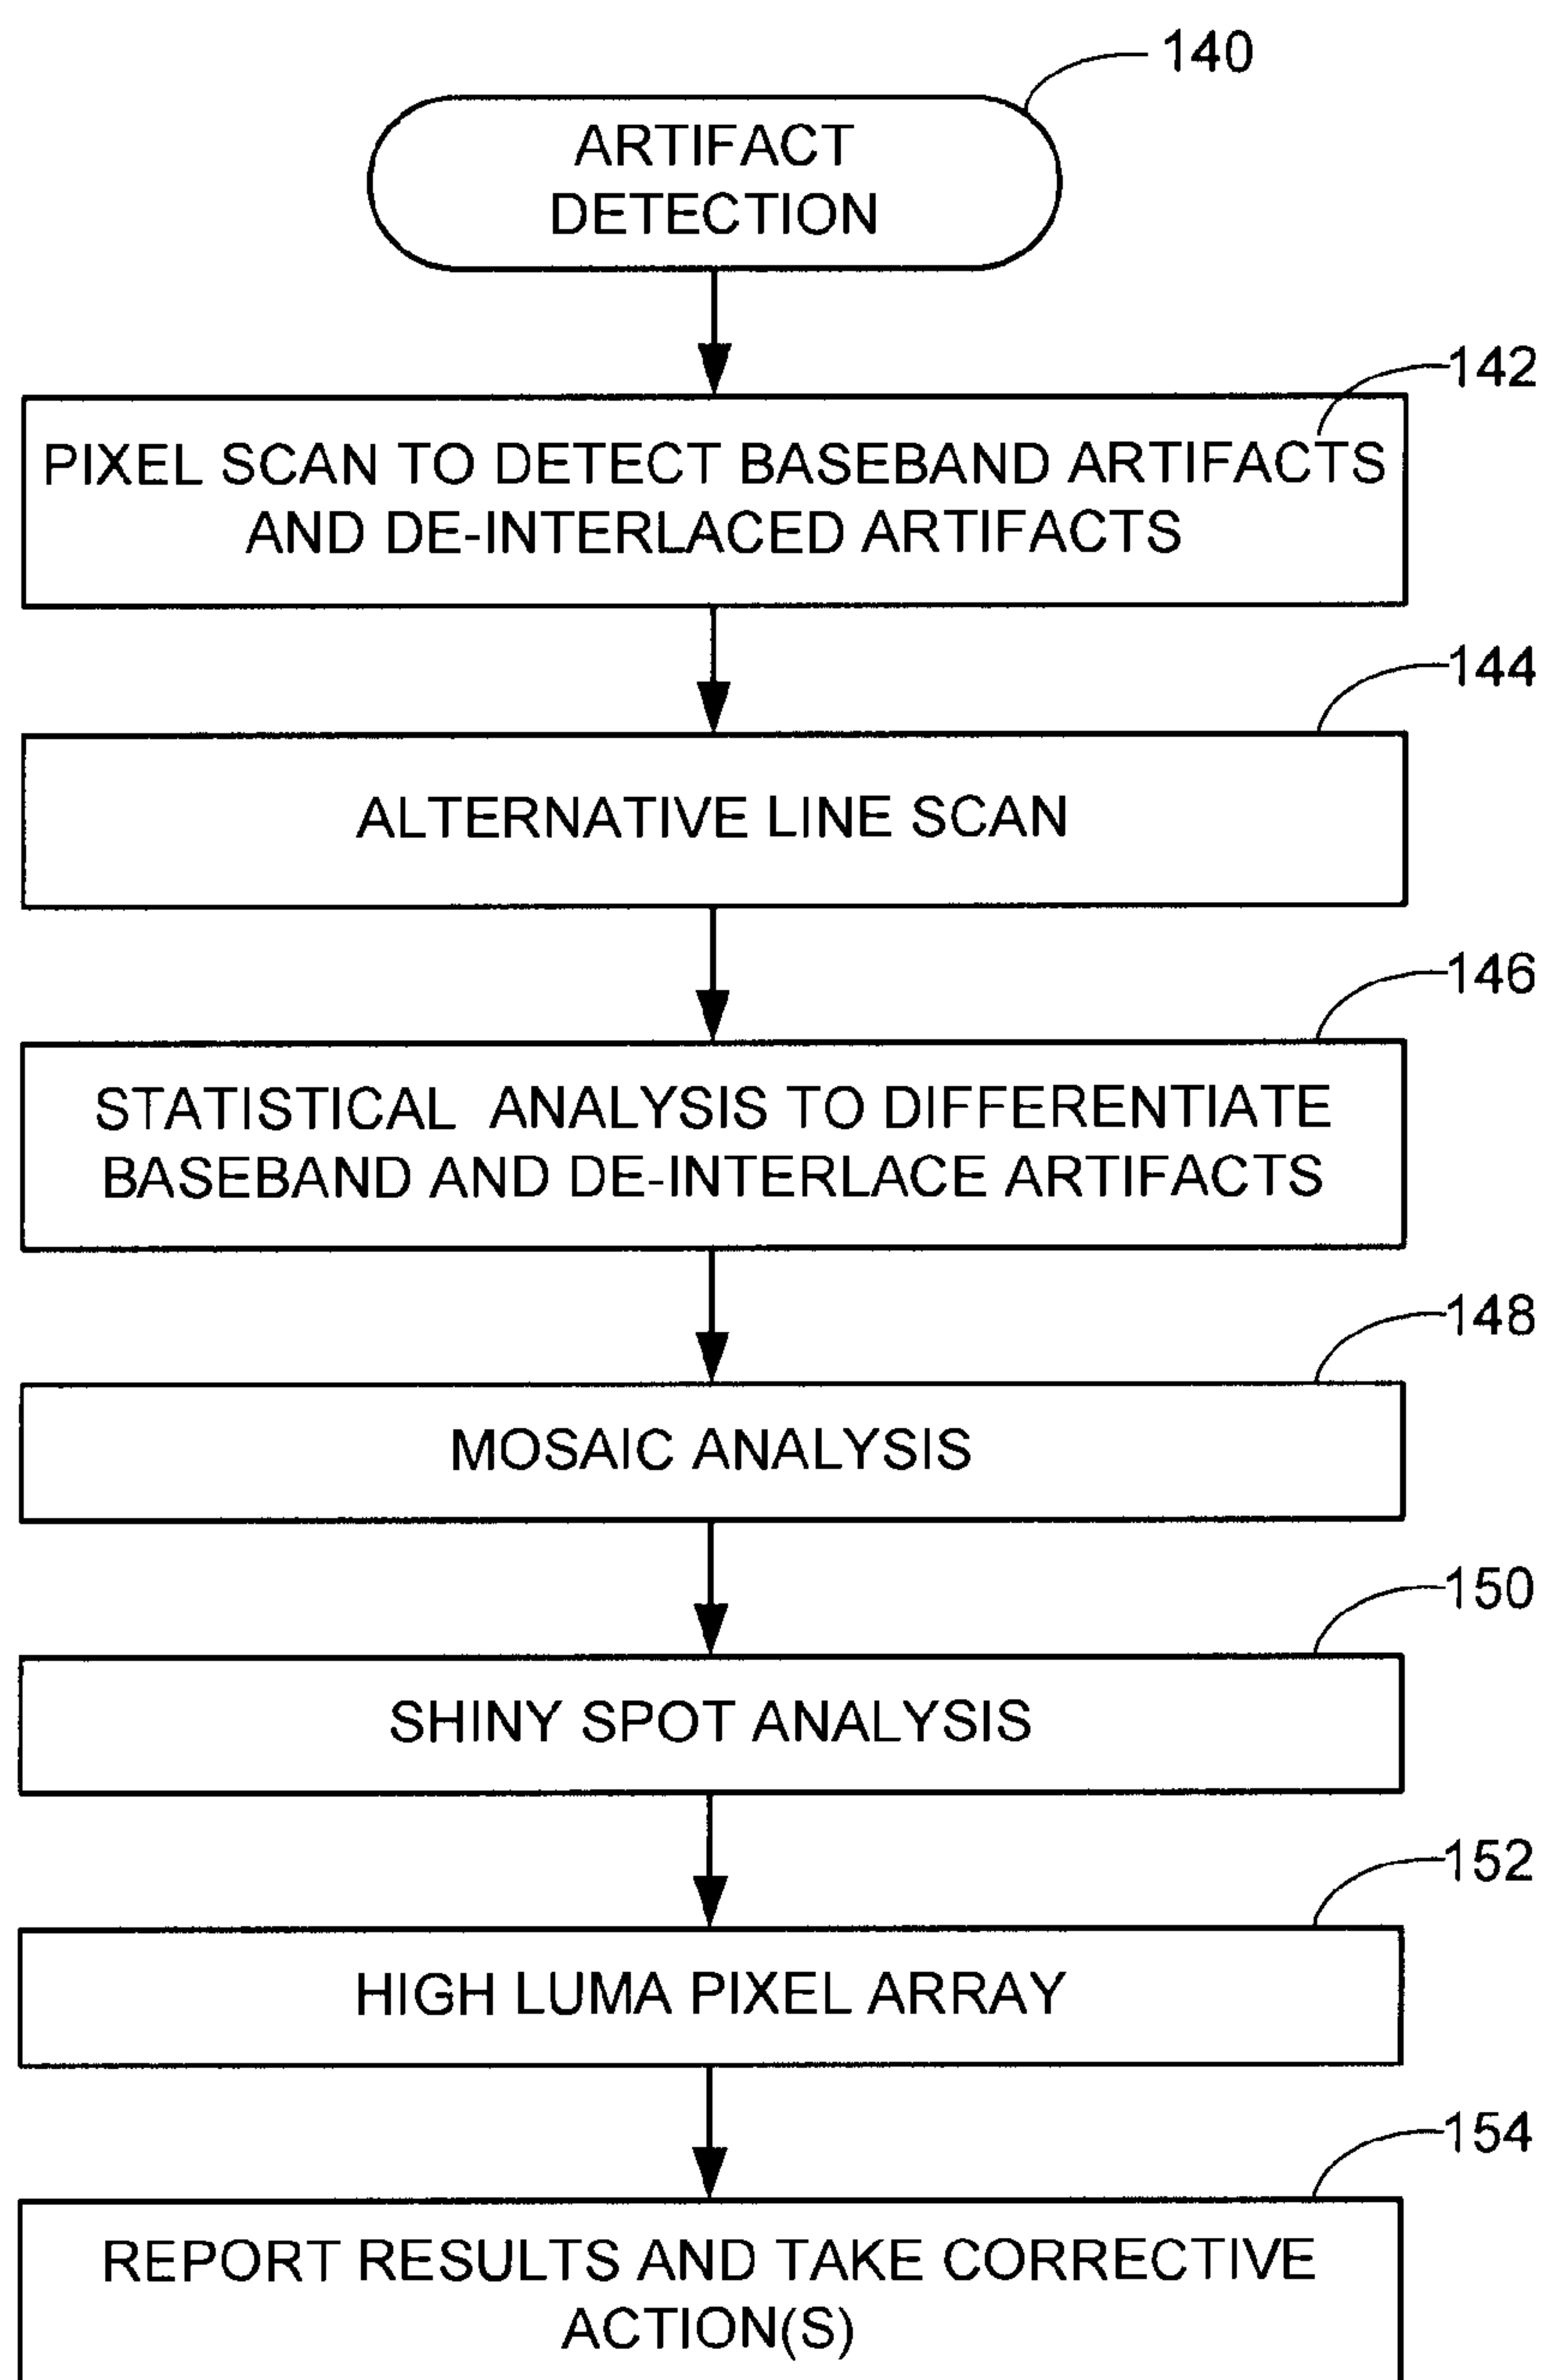 140
ARTIFACT
DETECTION
142
PIXEL SCAN TO DETECT BASEBAND ARTIFACTS
AND DE-INTERLACED ARTIFACTS
144
ALTERNATIVE LINE SCAN
146
STATISTICAL ANALYSIS TO DIFFERENTIATE
BASEBAND AND DE-INTERLACE ARTIFACTS
148
MOSAIC ANALYSIS
150
SHINY SPOT ANALYSIS
152
HIGH LUMA PIXEL ARRAY
154
REPORT RESULTS AND TAKE CORRECTIVE
ACTION(S)